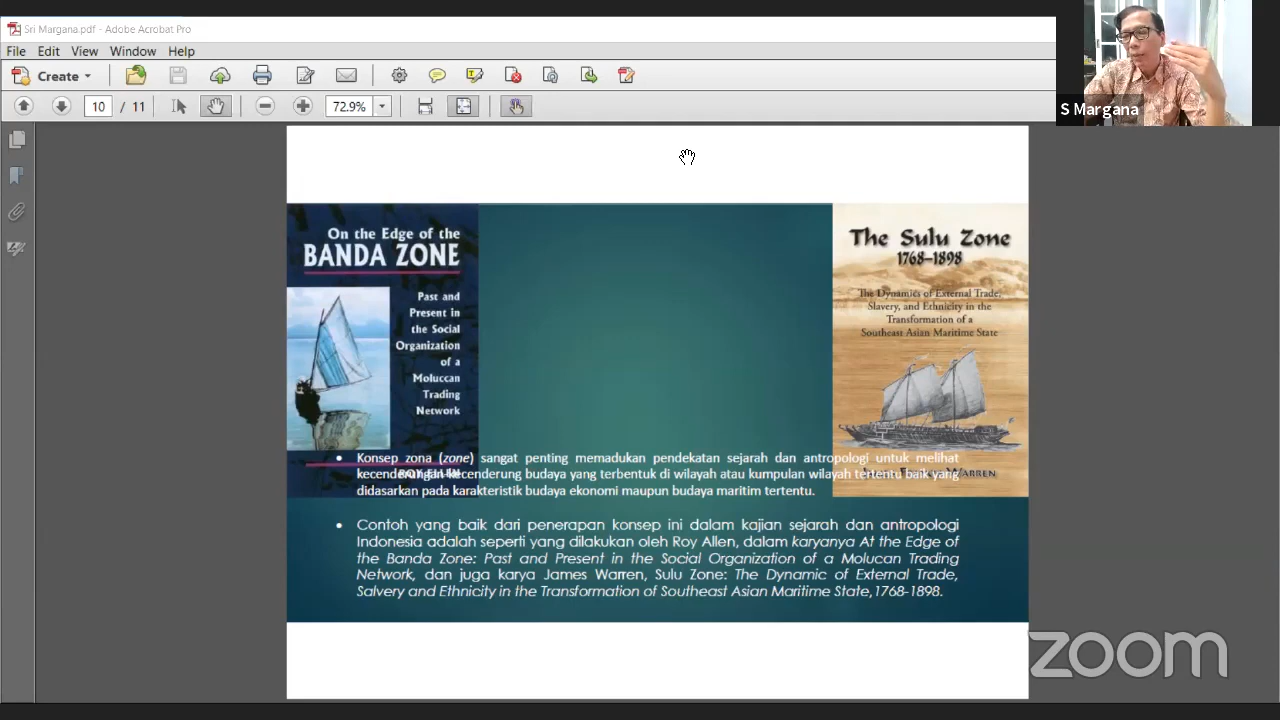 Sri Margana.pdf - Adobe Acrobat Pro
File Edit View Window Help
Create
10 / 11
72.9%
S Margana
On the Edge of the
BANDA ZONE
Past and
Present in
the Social
Organization
of a
Moluccan
Trading
Network
ROY ELLEN
The Sulu Zone
1768–1898
The Dynamics of External Trade,
Slavery, and Ethnicity in the
Transformation of a
Southeast Asian Maritime State
WARREN
• Konsep zona (zone) sangat penting memadukan pendekatan sejarah dan antropologi untuk melihat
kecenderungan-kecenderung budaya yang terbentuk di wilayah atau kumpulan wilayah tertentu baik yang
didasarkan pada karakteristik budaya ekonomi maupun budaya maritim tertentu.
• Contoh yang baik dari penerapan konsep ini dalam kajian sejarah dan antropologi
Indonesia adalah seperti yang dilakukan oleh Roy Allen, dalam karyanya At the Edge of
the Banda Zone: Past and Present in the Social Organization of a Molucan Trading
Network, dan juga karya James Warren, Sulu Zone: The Dynamic of External Trade,
Salvery and Ethnicity in the Transformation of Southeast Asian Maritime State,1768-1898.
zoom